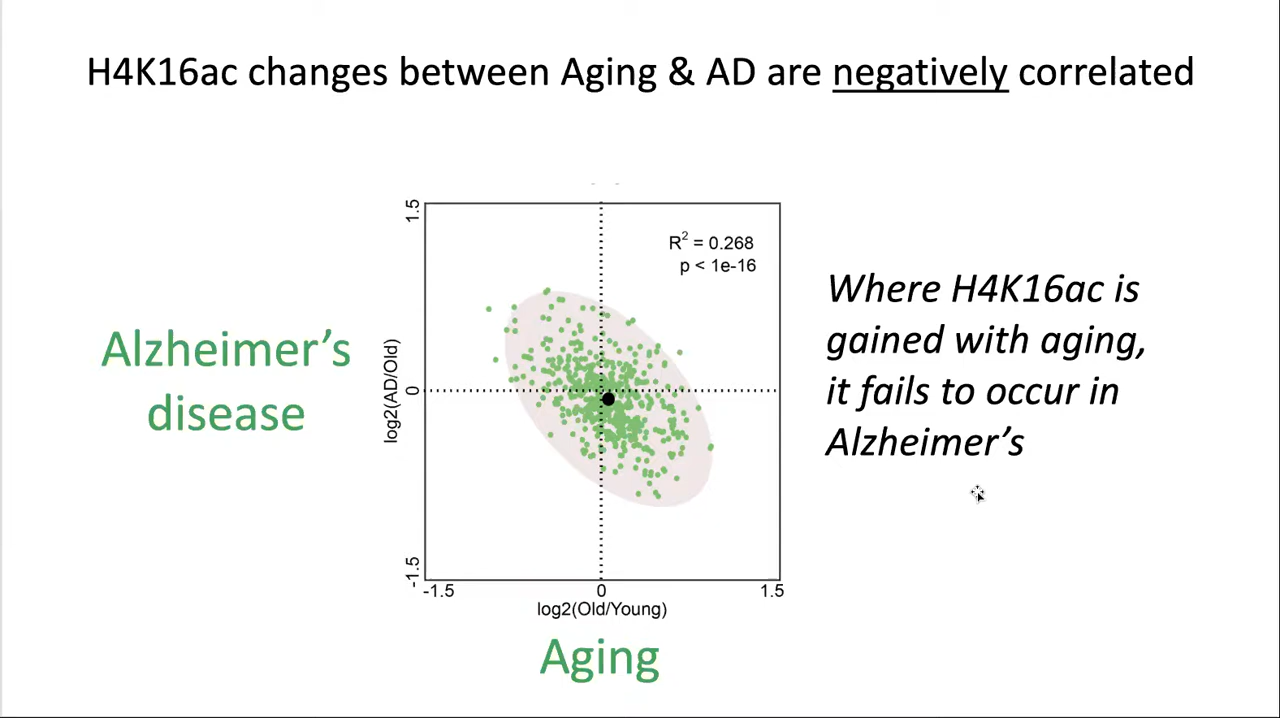 H4K16ac changes between Aging & AD are negatively correlated
1.5
R2 = 0.268
p < 1e-16
Where H4K16ac is
gained with aging,
it fails to occur in
Alzheimer’s
Alzheimer’s
disease
log2(AD/Old)
0
-1.5
-1.5
0
1.5
log2(Old/Young)
Aging